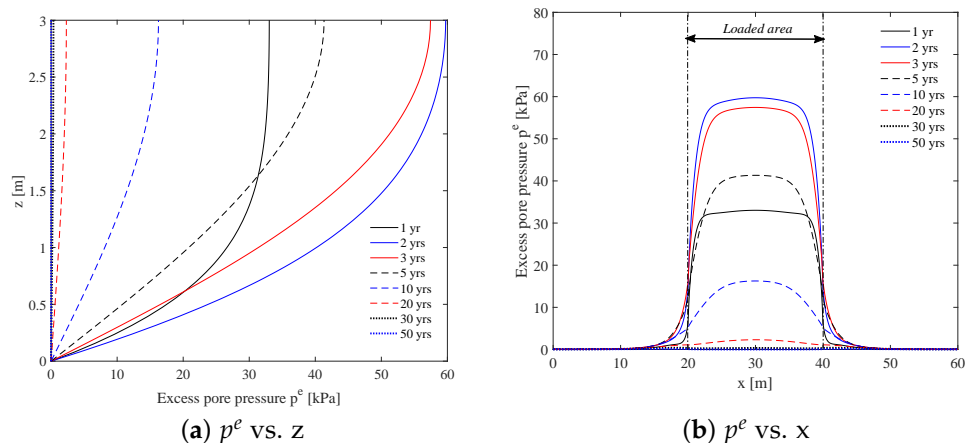 3
2.5
2
1.5
1
0.5
0
z [m]
0 10 20 30 40 50 60
Excess pore pressure p^e [kPa]
1 yr
2 yrs
3 yrs
5 yrs
10 yrs
20 yrs
30 yrs
50 yrs
(a) p^e vs. z
80
70
60
50
40
30
20
10
0
Excess pore pressure p^e [kPa]
Loaded area
1 yr
2 yrs
3 yrs
5 yrs
10 yrs
20 yrs
30 yrs
50 yrs
0 10 20 30 40 50 60
x [m]
(b) p^e vs. x